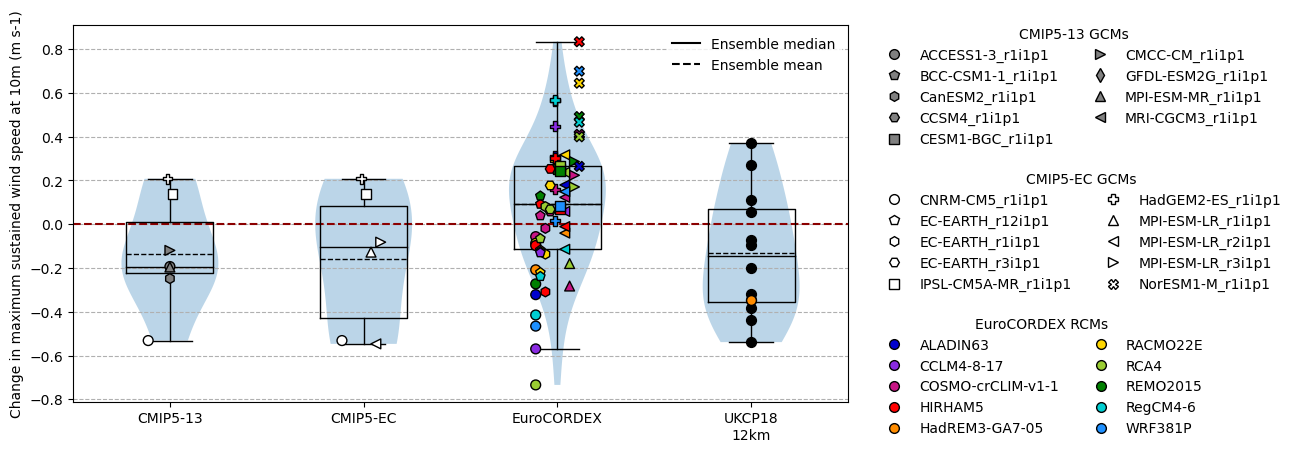 Change in maximum sustained wind speed at 10m (m s-1)
0.8
0.6
0.4
0.2
0.0
−0.2
−0.4
−0.6
−0.8
Ensemble median
Ensemble mean
CMIP5-13
CMIP5-EC
EuroCORDEX
UKCP18
12km
CMIP5-13 GCMs
ACCESS1-3_r1i1p1
BCC-CSM1-1_r1i1p1
CanESM2_r1i1p1
CCSM4_r1i1p1
CESM1-BGC_r1i1p1
CMCC-CM_r1i1p1
GFDL-ESM2G_r1i1p1
MPI-ESM-MR_r1i1p1
MRI-CGCM3_r1i1p1
CMIP5-EC GCMs
CNRM-CM5_r1i1p1
EC-EARTH_r12i1p1
EC-EARTH_r1i1p1
EC-EARTH_r3i1p1
IPSL-CM5A-MR_r1i1p1
HadGEM2-ES_r1i1p1
MPI-ESM-LR_r1i1p1
MPI-ESM-LR_r2i1p1
MPI-ESM-LR_r3i1p1
NorESM1-M_r1i1p1
EuroCORDEX RCMs
ALADIN63
CCLM4-8-17
COSMO-crCLIM-v1-1
HIRHAM5
HadREM3-GA7-05
RACMO22E
RCA4
REMO2015
RegCM4-6
WRF381P